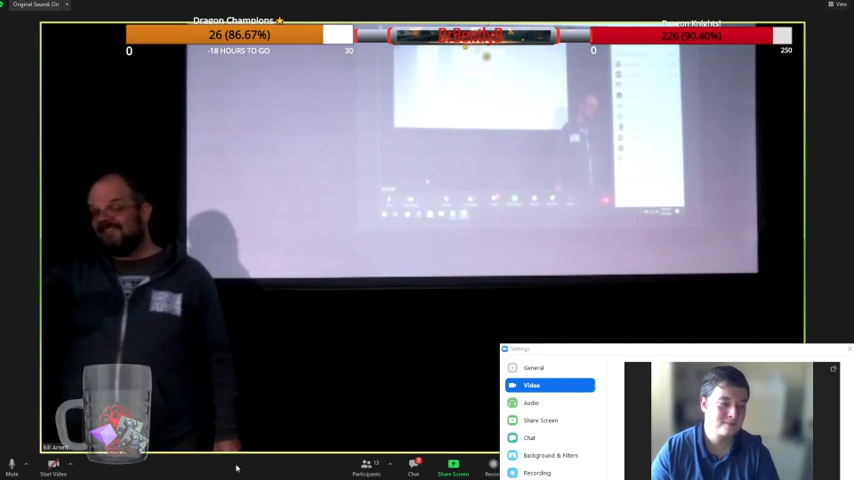 Original Sound: On
View
Dragon Champions
26 (86.67%)
0
-18 HOURS TO GO
30
Dragon Knights!
226 (90.40%)
0
250
Bill Arnett
Settings
General
Video
Audio
Share Screen
Chat
Background & Filters
Recording
Mute
Start Video
Participants
13
Chat
Share Screen